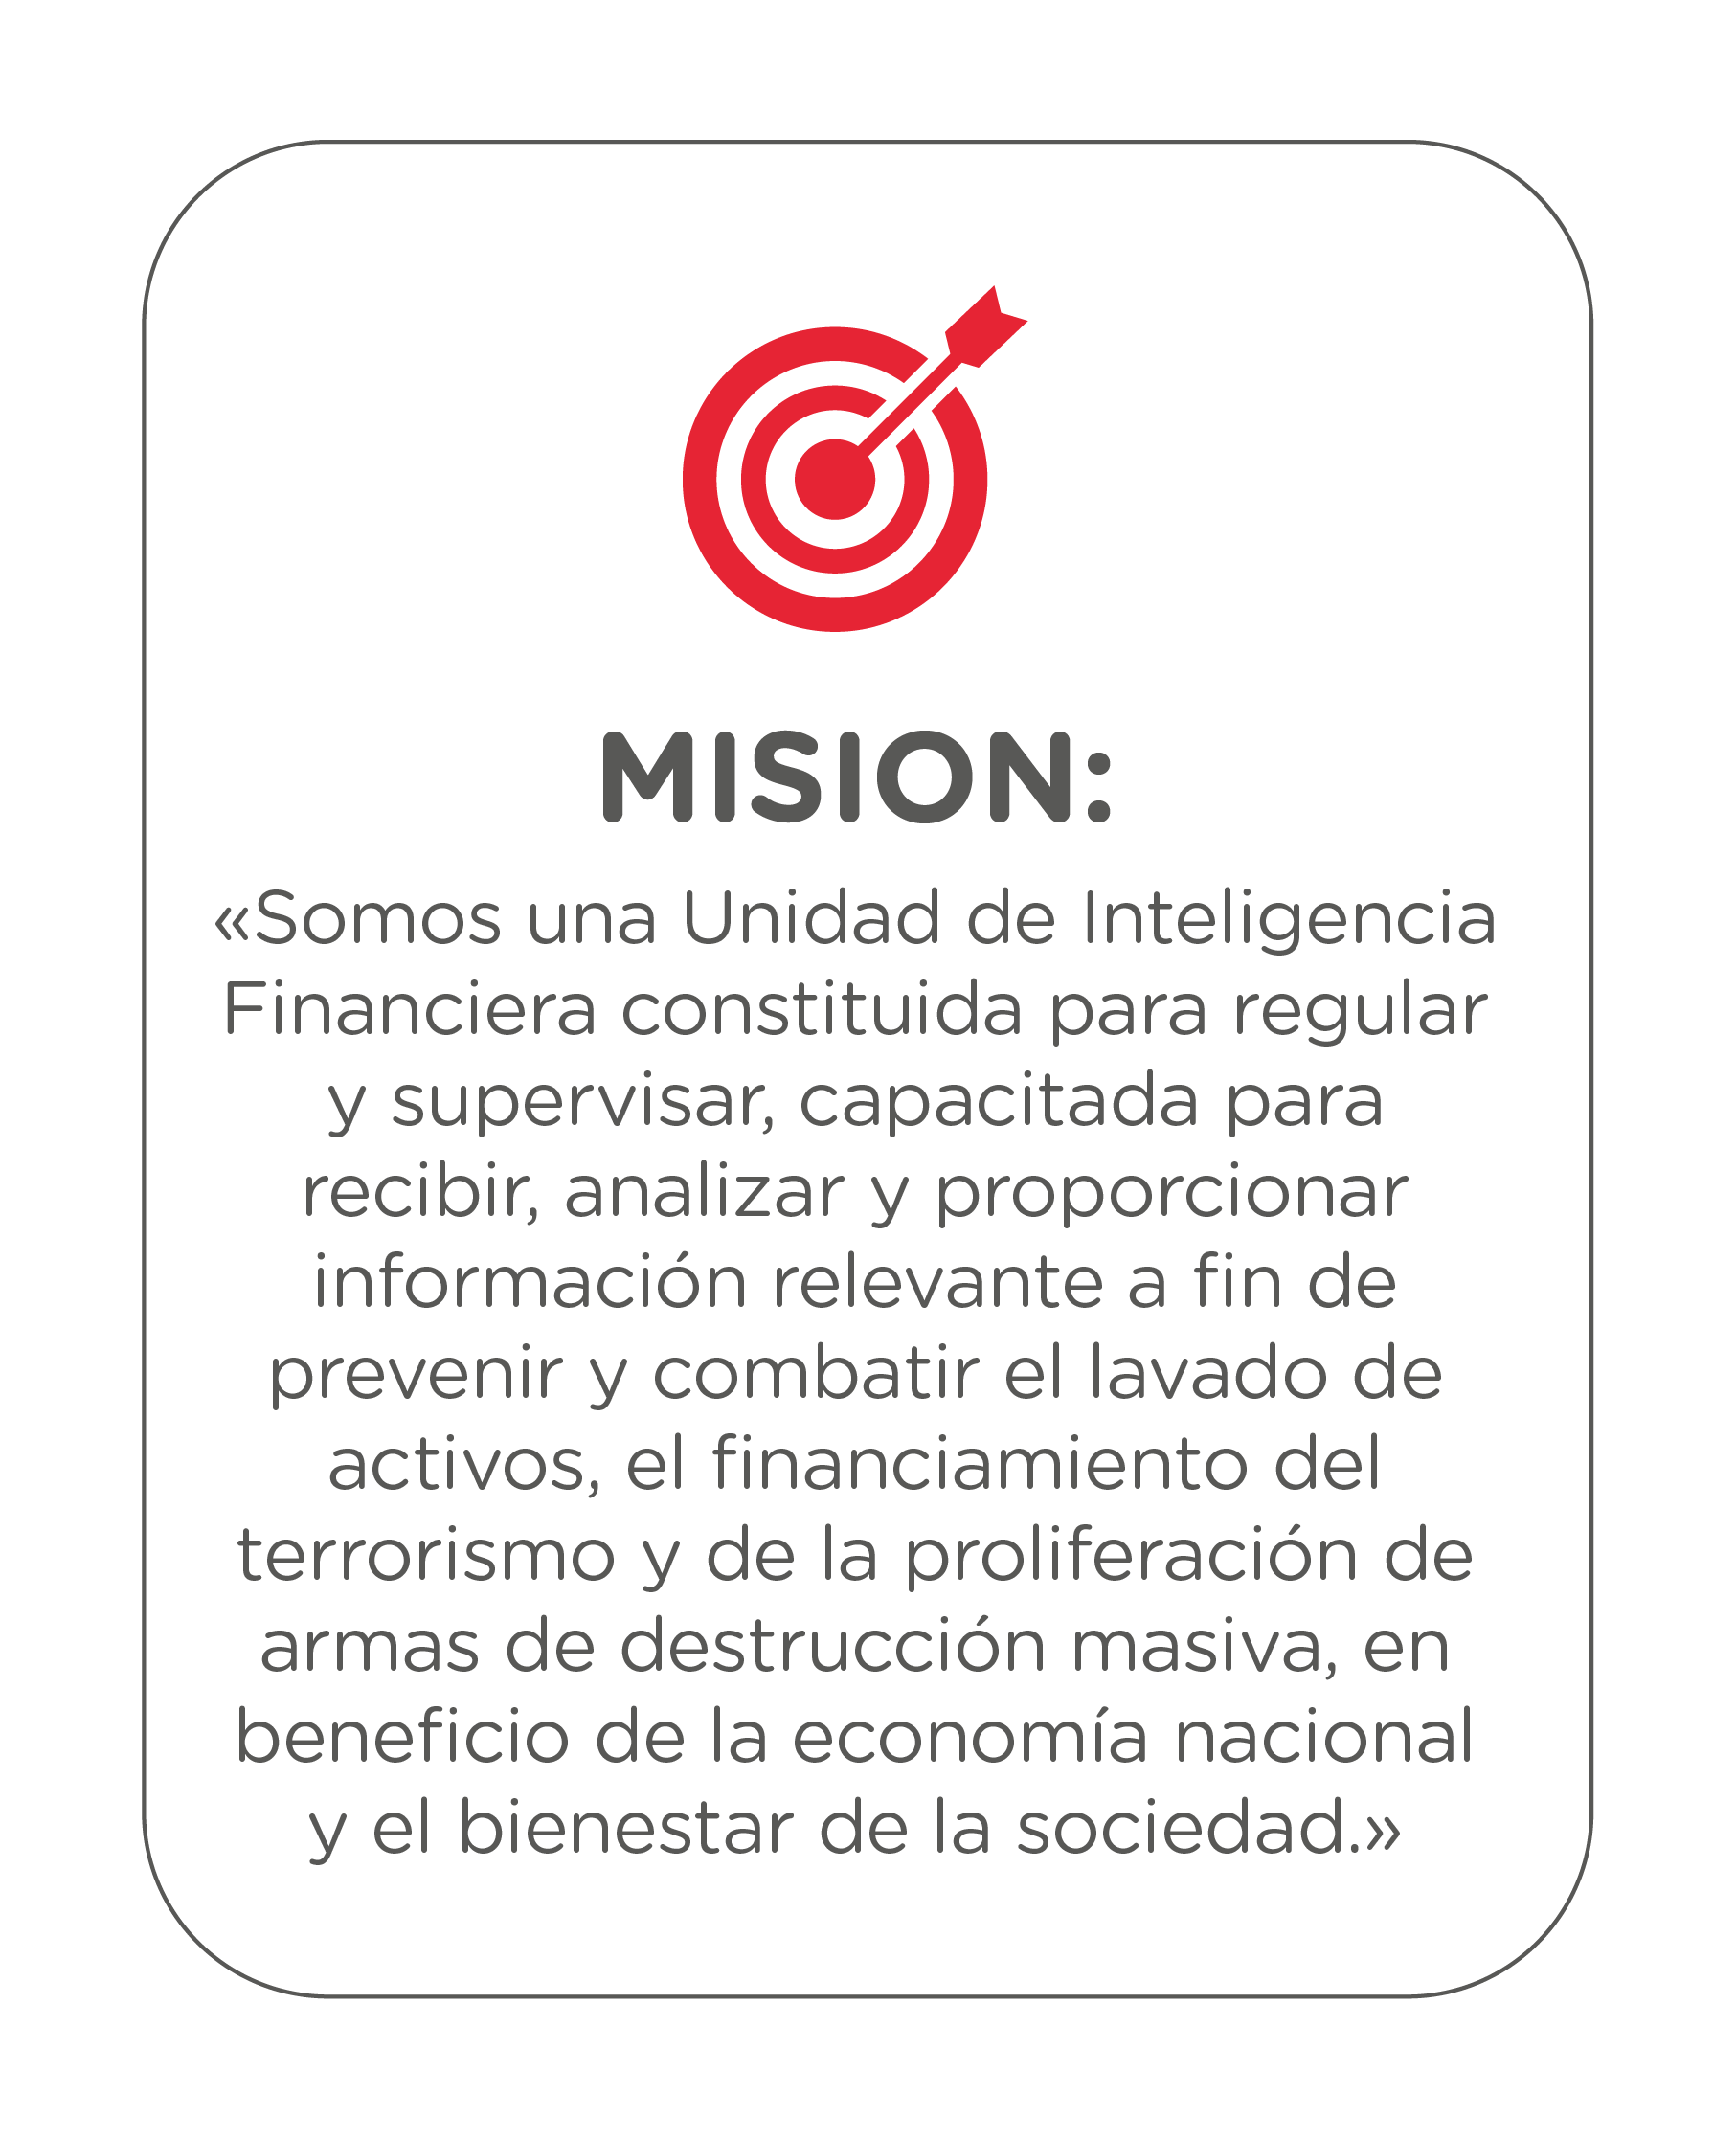 MISION:
«Somos una Unidad de Inteligencia
Financiera constituida para regular
y supervisar, capacitada para
recibir, analizar y proporcionar
información relevante a fin de
prevenir y combatir el lavado de
activos, el financiamiento del
terrorismo y de la proliferación de
armas de destrucción masiva, en
beneficio de la economía nacional
y el bienestar de la sociedad.»